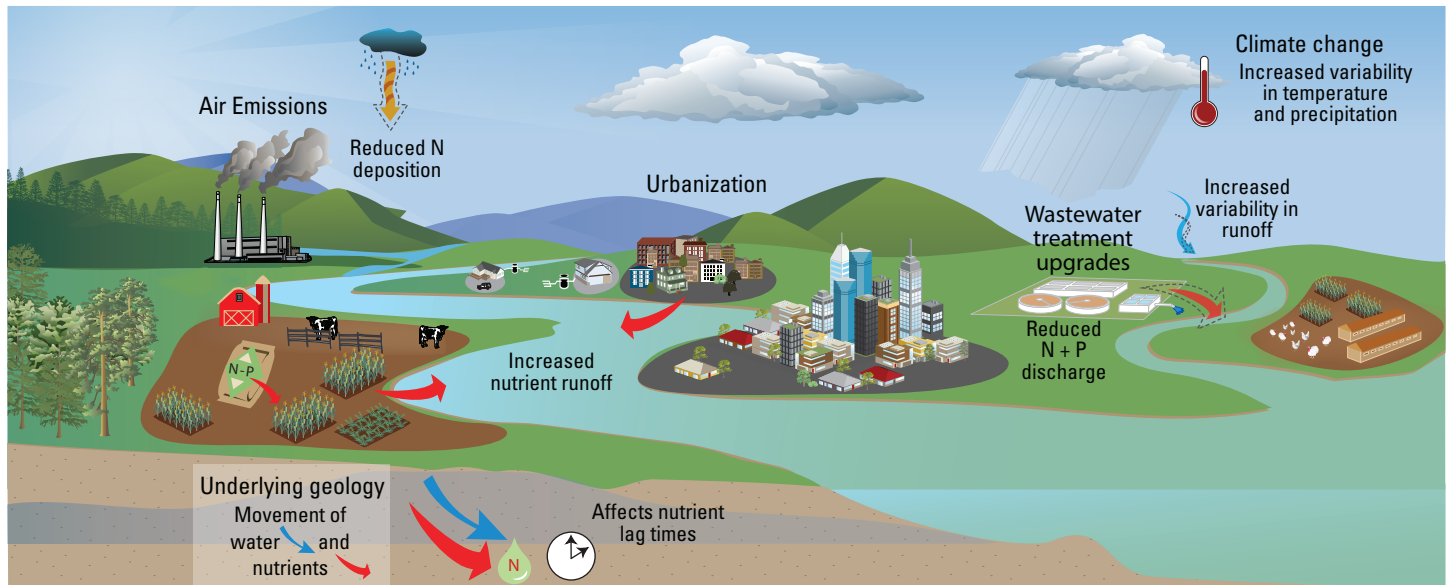 Air Emissions
Reduced N
deposition
Climate change
Increased variability
in temperature
and precipitation
Urbanization
Increased
variability in
runoff
Wastewater
treatment
upgrades
Reduced
N + P
discharge
N-P
Increased
nutrient runoff
Underlying geology
Movement of
water and
nutrients
N
Affects nutrient
lag times